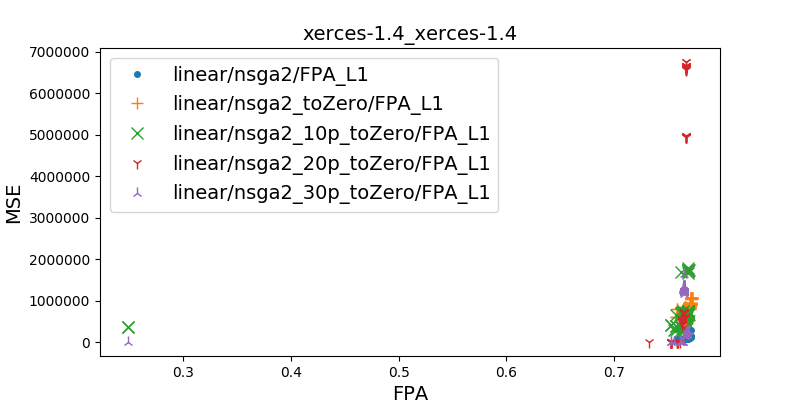 xerces-1.4_xerces-1.4
7000000
6000000
5000000
4000000
3000000
2000000
1000000
0
MSE
linear/nsga2/FPA_L1
linear/nsga2_toZero/FPA_L1
linear/nsga2_10p_toZero/FPA_L1
linear/nsga2_20p_toZero/FPA_L1
linear/nsga2_30p_toZero/FPA_L1
0.3 0.4 0.5 0.6 0.7
FPA